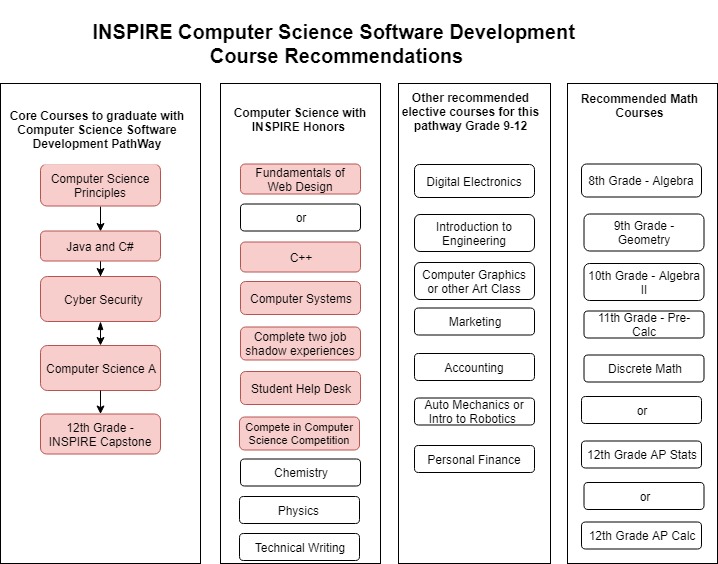 INSPIRE Computer Science Software Development
Course Recommendations
Core Courses to graduate with
Computer Science Software
Development PathWay
Computer Science
Principles
Java and C#
Cyber Security
Computer Science A
12th Grade -
INSPIRE Capstone
Computer Science with
INSPIRE Honors
Fundamentals of
Web Design
or
C++
Computer Systems
Complete two job
shadow experiences
Student Help Desk
Compete in Computer
Science Competition
Chemistry
Physics
Technical Writing
Other recommended
elective courses for this
pathway Grade 9-12
Digital Electronics
Introduction to
Engineering
Computer Graphics
or other Art Class
Marketing
Accounting
Auto Mechanics or
Intro to Robotics
Personal Finance
Recommended Math
Courses
8th Grade - Algebra
9th Grade -
Geometry
10th Grade - Algebra
II
11th Grade - Pre-
Calc
Discrete Math
or
12th Grade AP Stats
or
12th Grade AP Calc